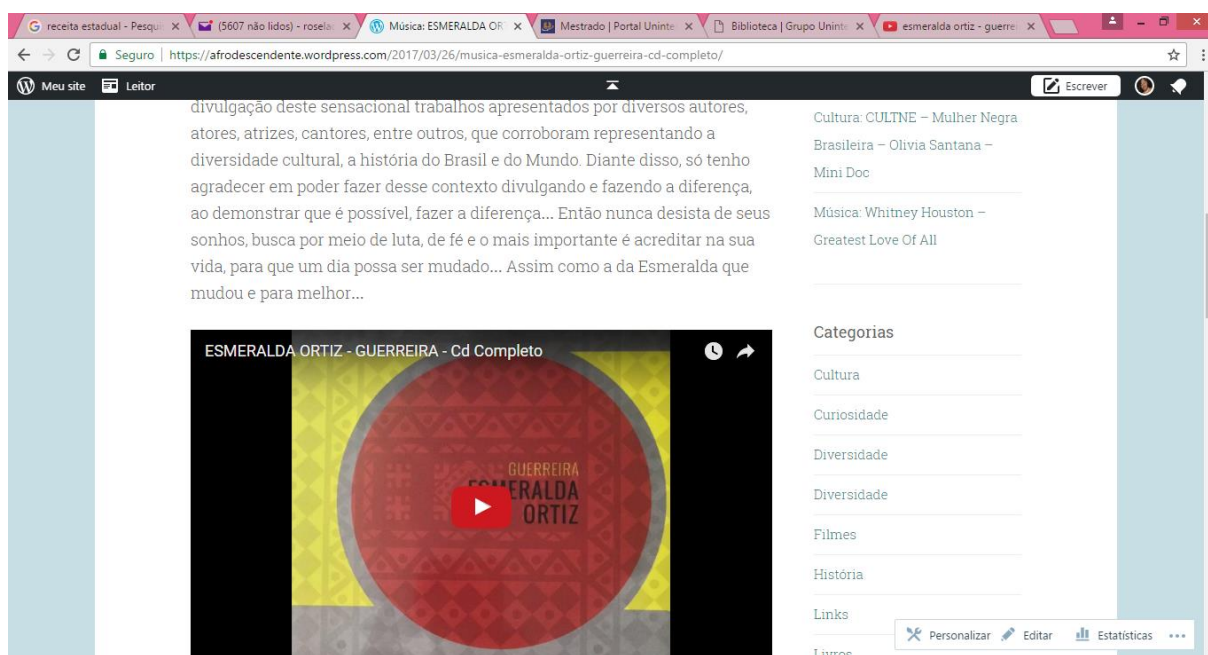 receita estadual - Pesqui
(5607 não lidos) - rosela
Música: ESMERALDA OR
Mestrado | Portal Uninte
Biblioteca | Grupo Uninte
esmeralda ortiz - guerrei
Seguro
https://afrodescendente.wordpress.com/2017/03/26/musica-esmeralda-ortiz-guerreira-cd-completo/
Meu site
Leitor
Escrever
divulgação deste sensacional trabalhos apresentados por diversos autores,
atores, atrizes, cantores, entre outros, que corroboram representando a
diversidade cultural, a história do Brasil e do Mundo. Diante disso, só tenho
agradecer em poder fazer desse contexto divulgando e fazendo a diferença,
ao demonstrar que é possível, fazer a diferença... Então nunca desista de seus
sonhos, busca por meio de luta, de fé e o mais importante é acreditar na sua
vida, para que um dia possa ser mudado... Assim como a da Esmeralda que
mudou e para melhor...
ESMERALDA ORTIZ - GUERREIRA - Cd Completo
GUERREIRA
ESMERALDA
ORTIZ
Cultura: CULTNE – Mulher Negra
Brasileira – Olivia Santana –
Mini Doc
Música: Whitney Houston –
Greatest Love Of All
Categorias
Cultura
Curiosidade
Diversidade
Diversidade
Filmes
História
Links
Livros
Personalizar
Editar
Estatísticas